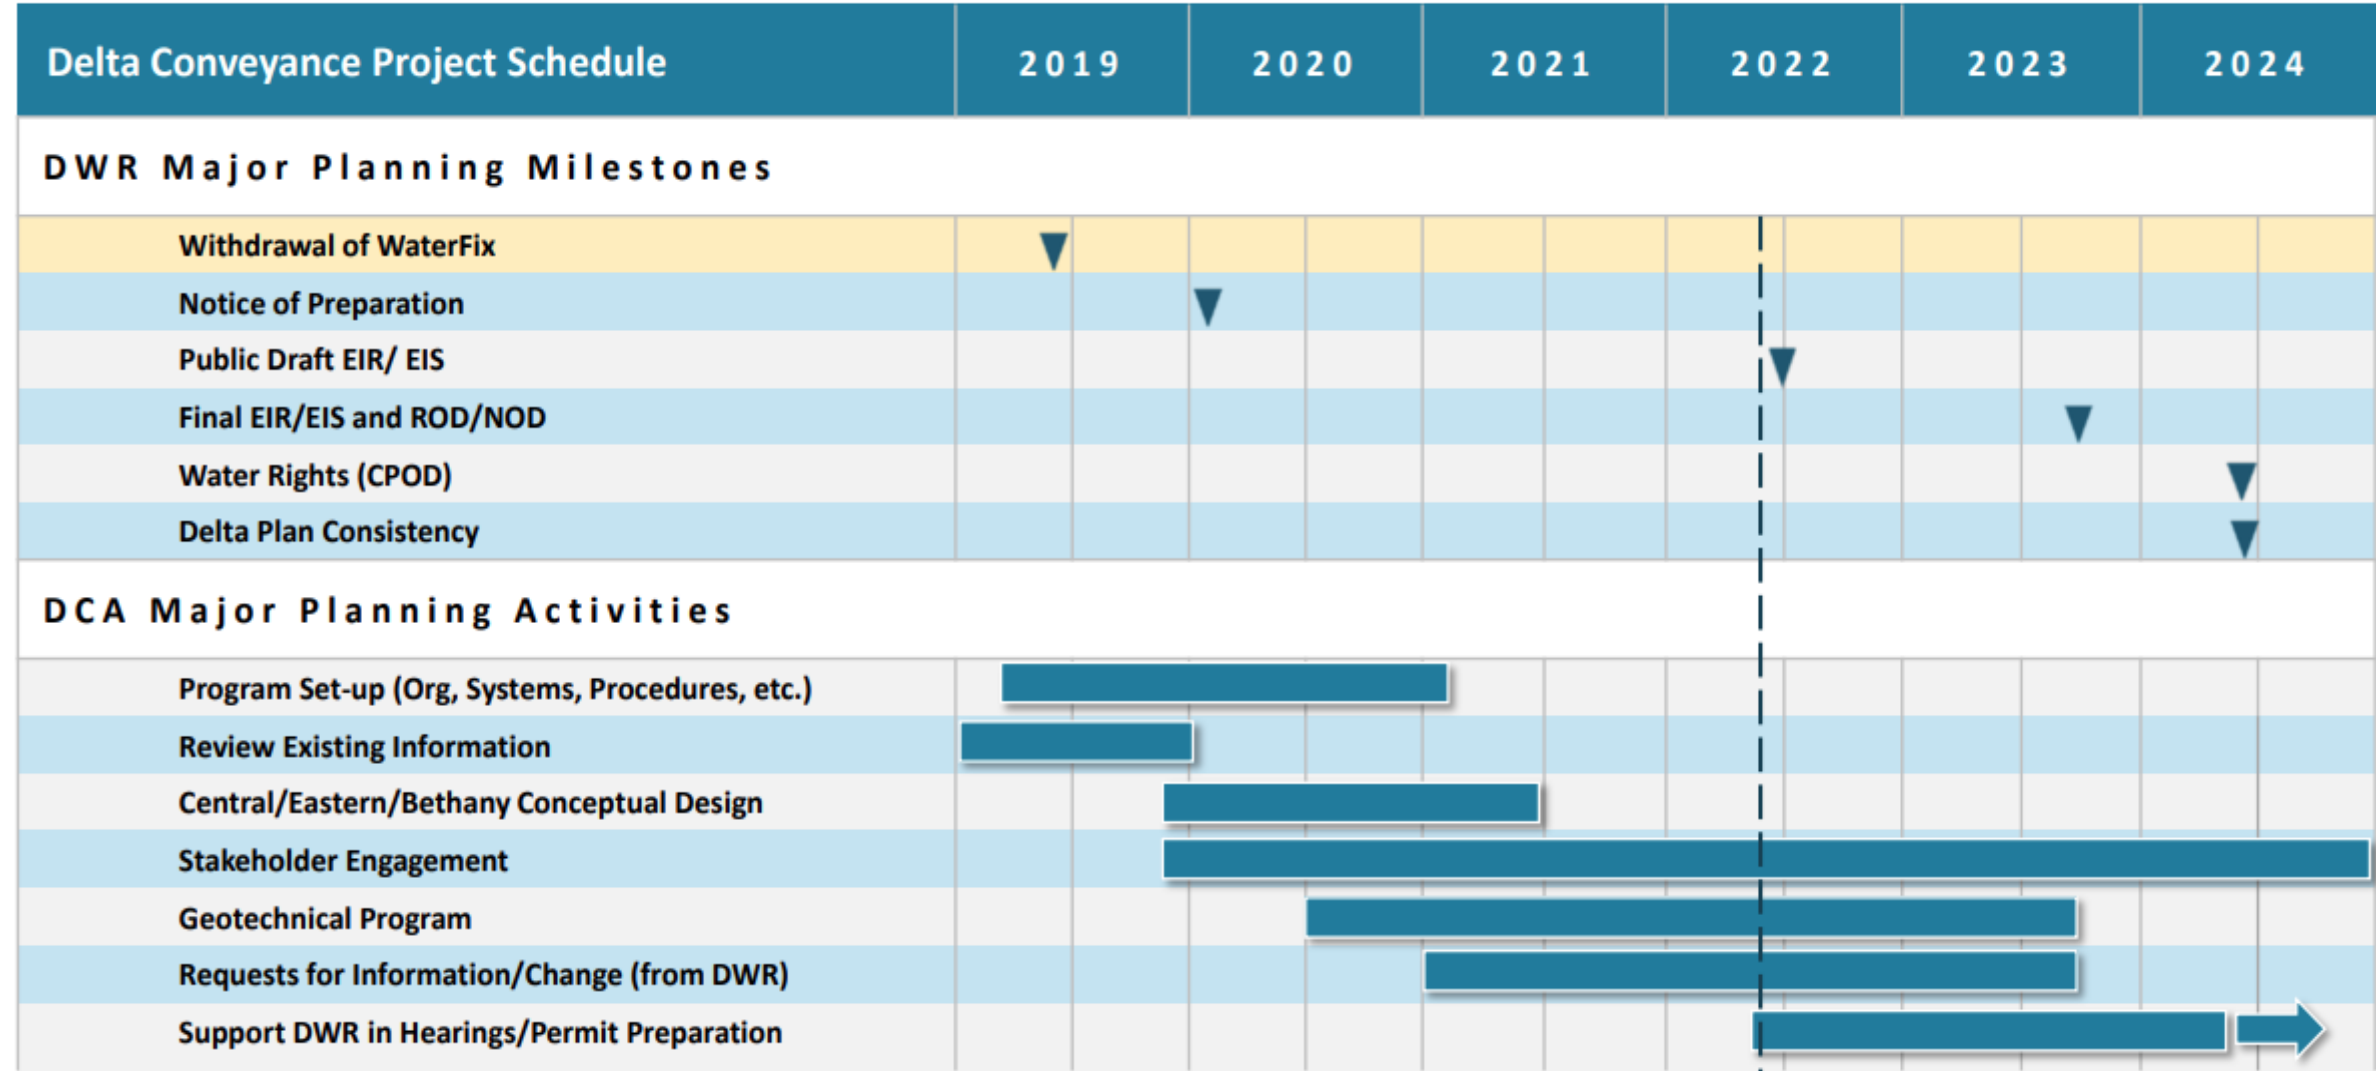 Delta Conveyance Project Schedule 2019 2020 2021 2022 2023 2024
DWR Major Planning Milestones
Withdrawal of WaterFix
Notice of Preparation
Public Draft EIR/ EIS
Final EIR/EIS and ROD/NOD
Water Rights (CPOD)
Delta Plan Consistency
DCA Major Planning Activities
Program Set-up (Org, Systems, Procedures, etc.)
Review Existing Information
Central/Eastern/Bethany Conceptual Design
Stakeholder Engagement
Geotechnical Program
Requests for Information/Change (from DWR)
Support DWR in Hearings/Permit Preparation